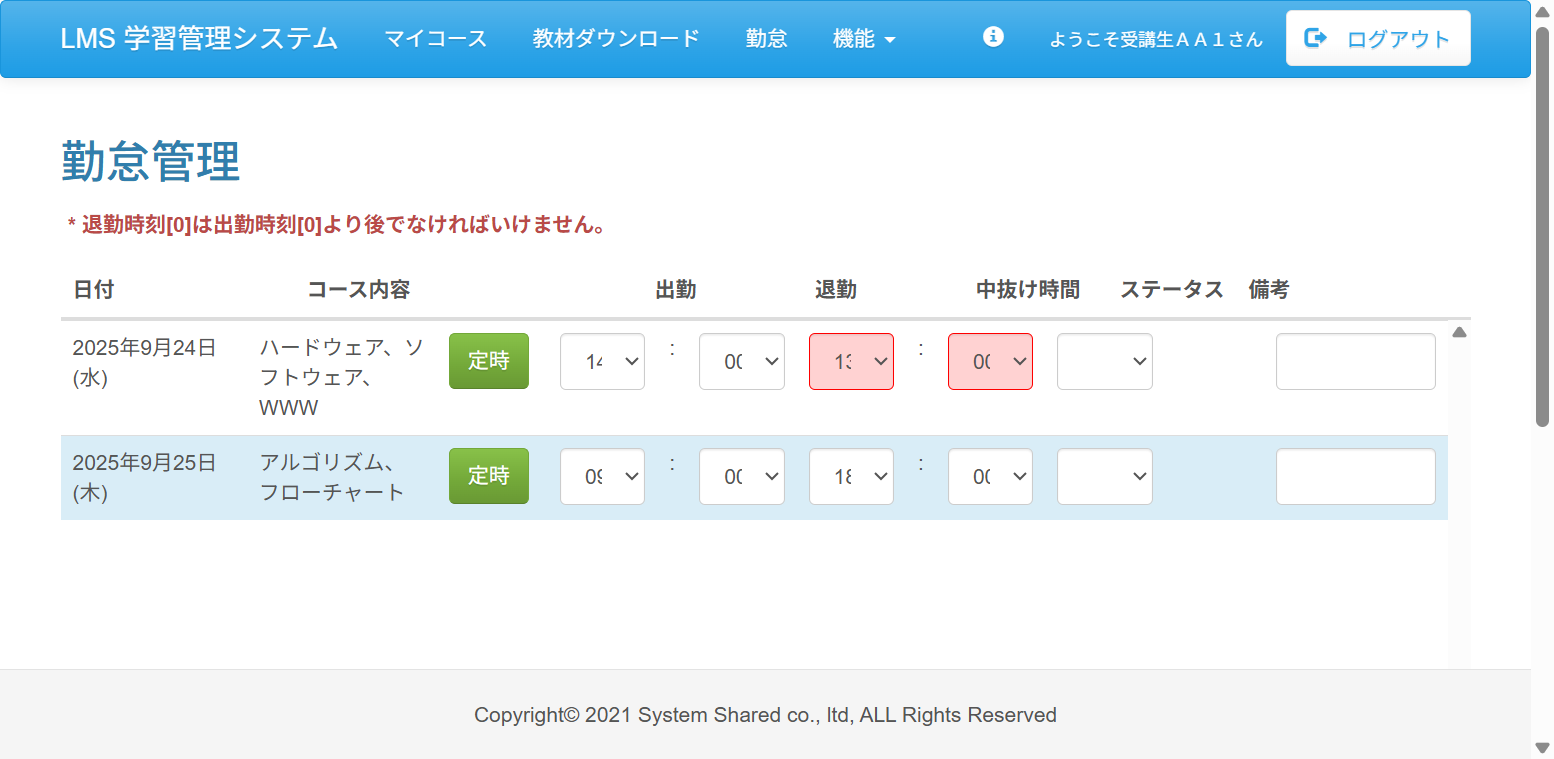 LMS 学習管理システム マイコース 教材ダウンロード 勤怠 機能 ようこそ受講生ＡＡ１さん ログアウト
勤怠管理
* 退勤時刻[0]は出勤時刻[0]より後でなければいけません。
日付 コース内容 出勤 退勤 中抜け時間 ステータス 備考
2025年9月24日(水) ハードウェア、ソフトウェア、WWW 定時 14 : 00 13 : 00
2025年9月25日(木) アルゴリズム、フローチャート 定時 09 : 00 18 : 00
Copyright© 2021 System Shared co., ltd, ALL Rights Reserved